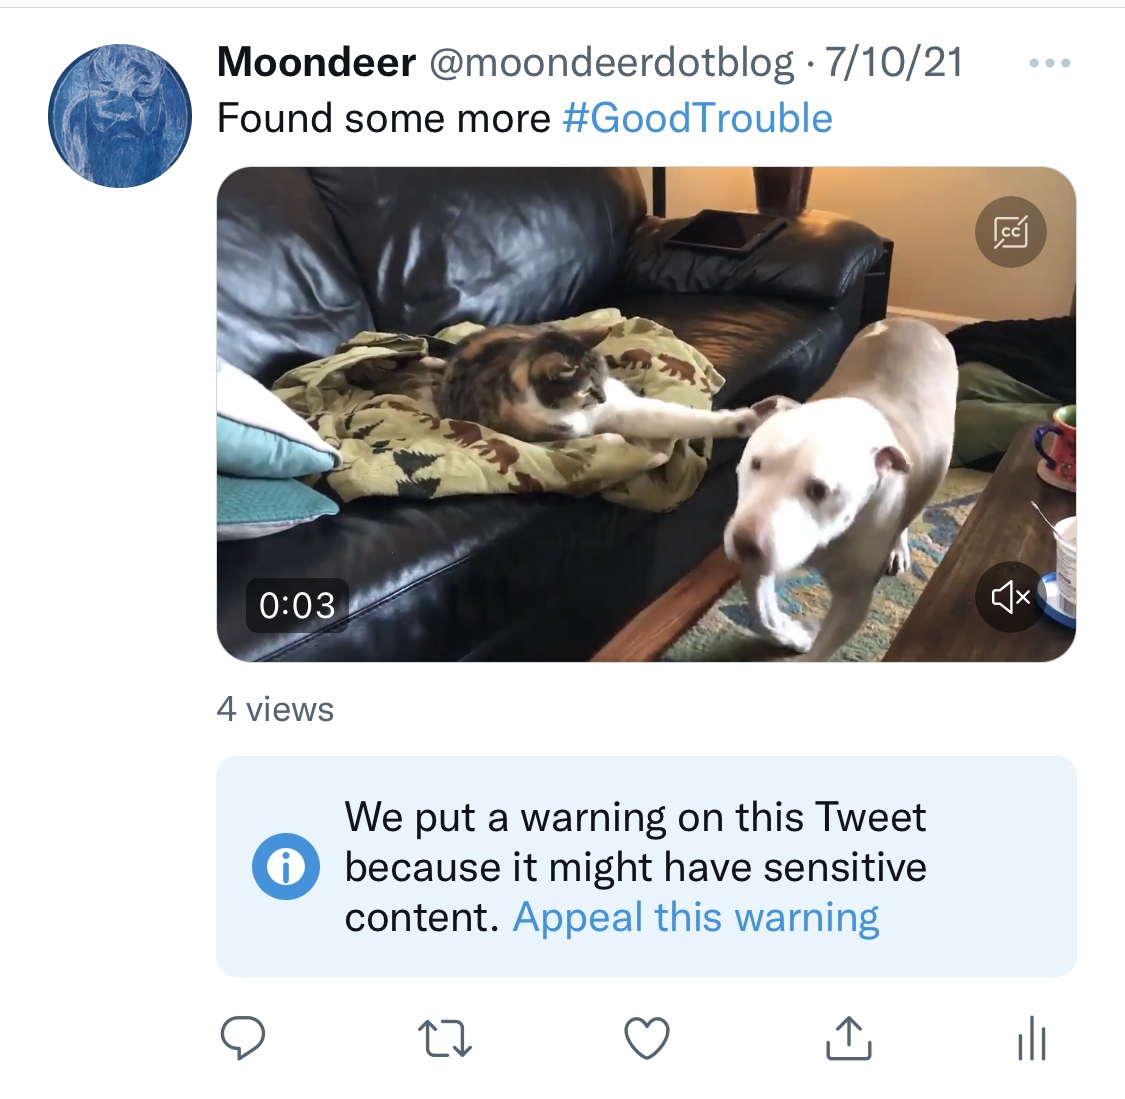 Moondeer @moondeerdotblog · 7/10/21
Found some more #GoodTrouble
CC
0:03
4 views
We put a warning on this Tweet
because it might have sensitive
content. Appeal this warning